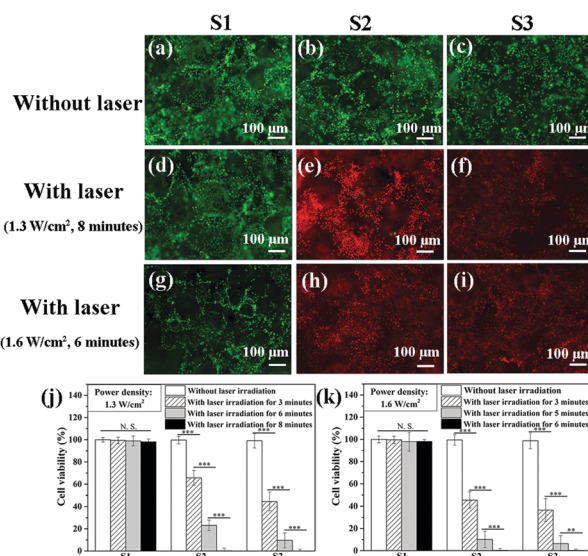 S1 S2 S3
Without laser
(a) (b) (c)
100 μm 100 μm 100 μm
With laser
(1.3 W/cm², 8 minutes)
(d) (e) (f)
100 μm 100 μm 100 μm
With laser
(1.6 W/cm², 6 minutes)
(g) (h) (i)
100 μm 100 μm 100 μm
(j)
Power density:
1.3 W/cm²
Without laser irradiation
With laser irradiation for 3 minutes
With laser irradiation for 6 minutes
With laser irradiation for 8 minutes
Cell viability (%)
140
120
100
80
60
40
20
0
N. S.
*** *** *** *** *** ***
S1 S2 S3
(k)
Power density:
1.6 W/cm²
Without laser irradiation
With laser irradiation for 3 minutes
With laser irradiation for 5 minutes
With laser irradiation for 6 minutes
Cell viability (%)
140
120
100
80
60
40
20
0
N. S.
*** *** *** *** *** **
S1 S2 S3